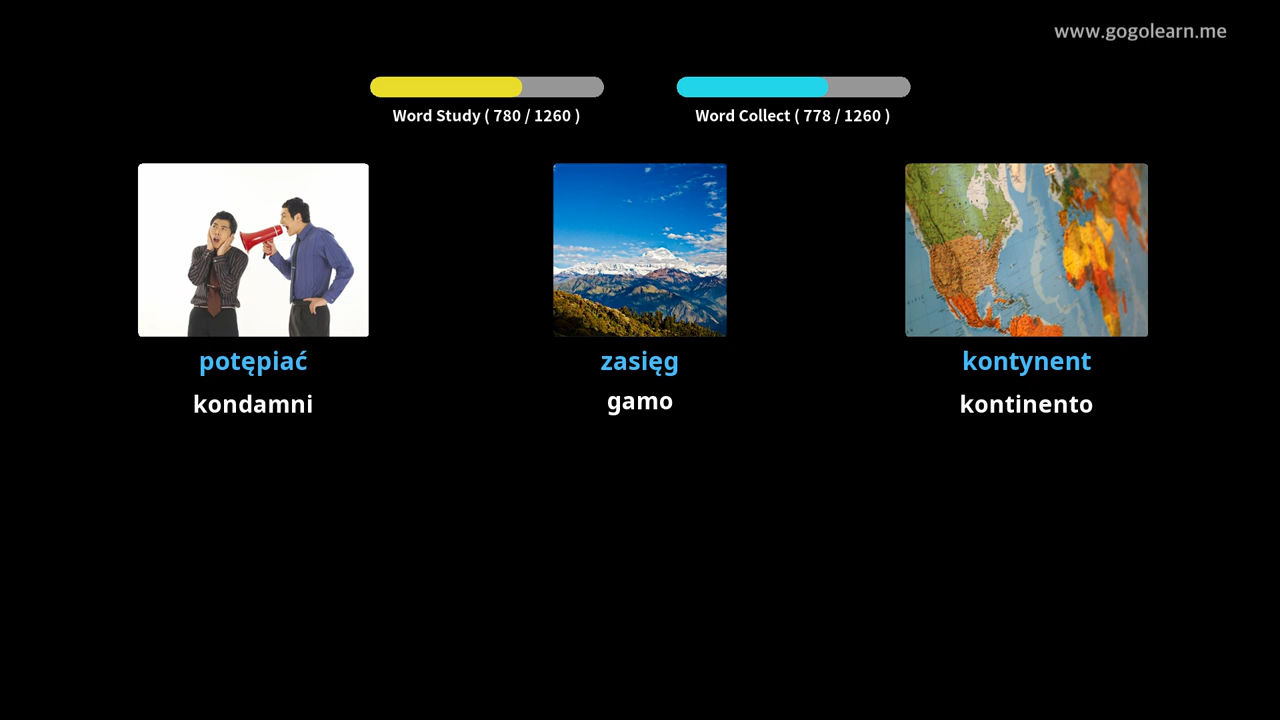 www.gogolearn.me
Word Study ( 780 / 1260 )
Word Collect ( 778 / 1260 )
potępiać
zasięg
kontynent
kondamni
gamo
kontinento